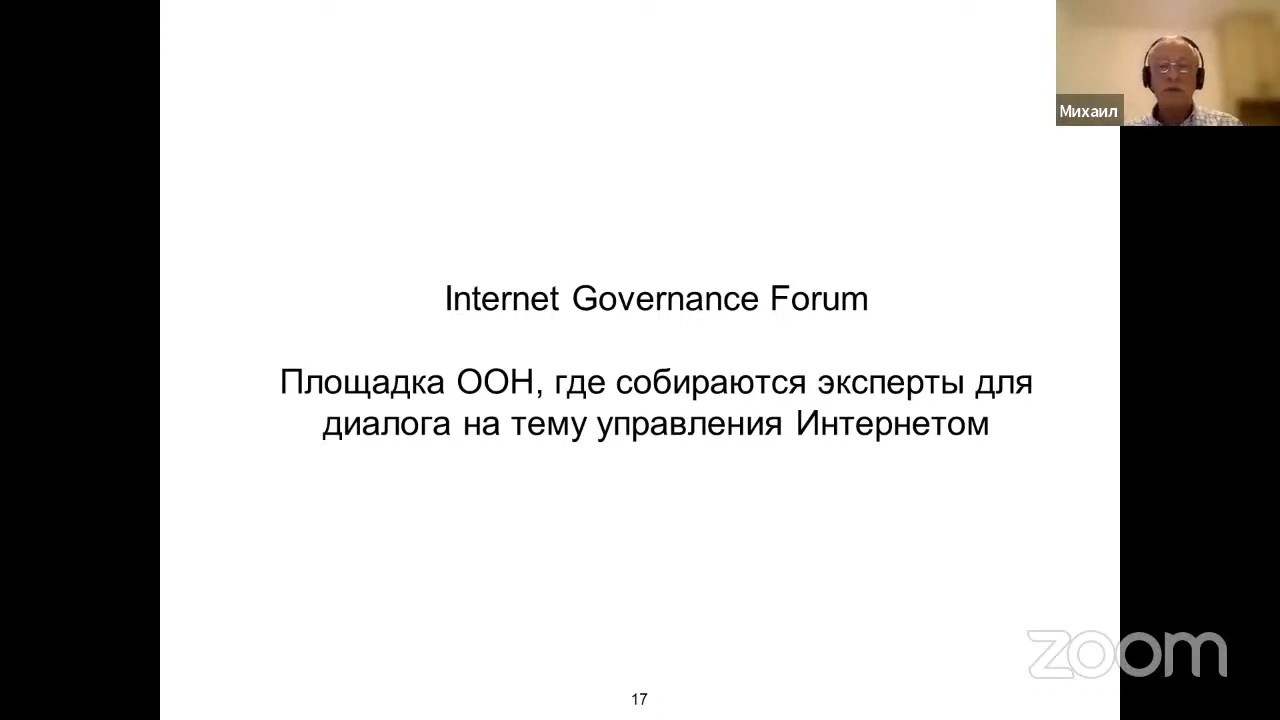 Михаил
Internet Governance Forum
Площадка ООН, где собираются эксперты для
диалога на тему управления Интернетом
zoom
17